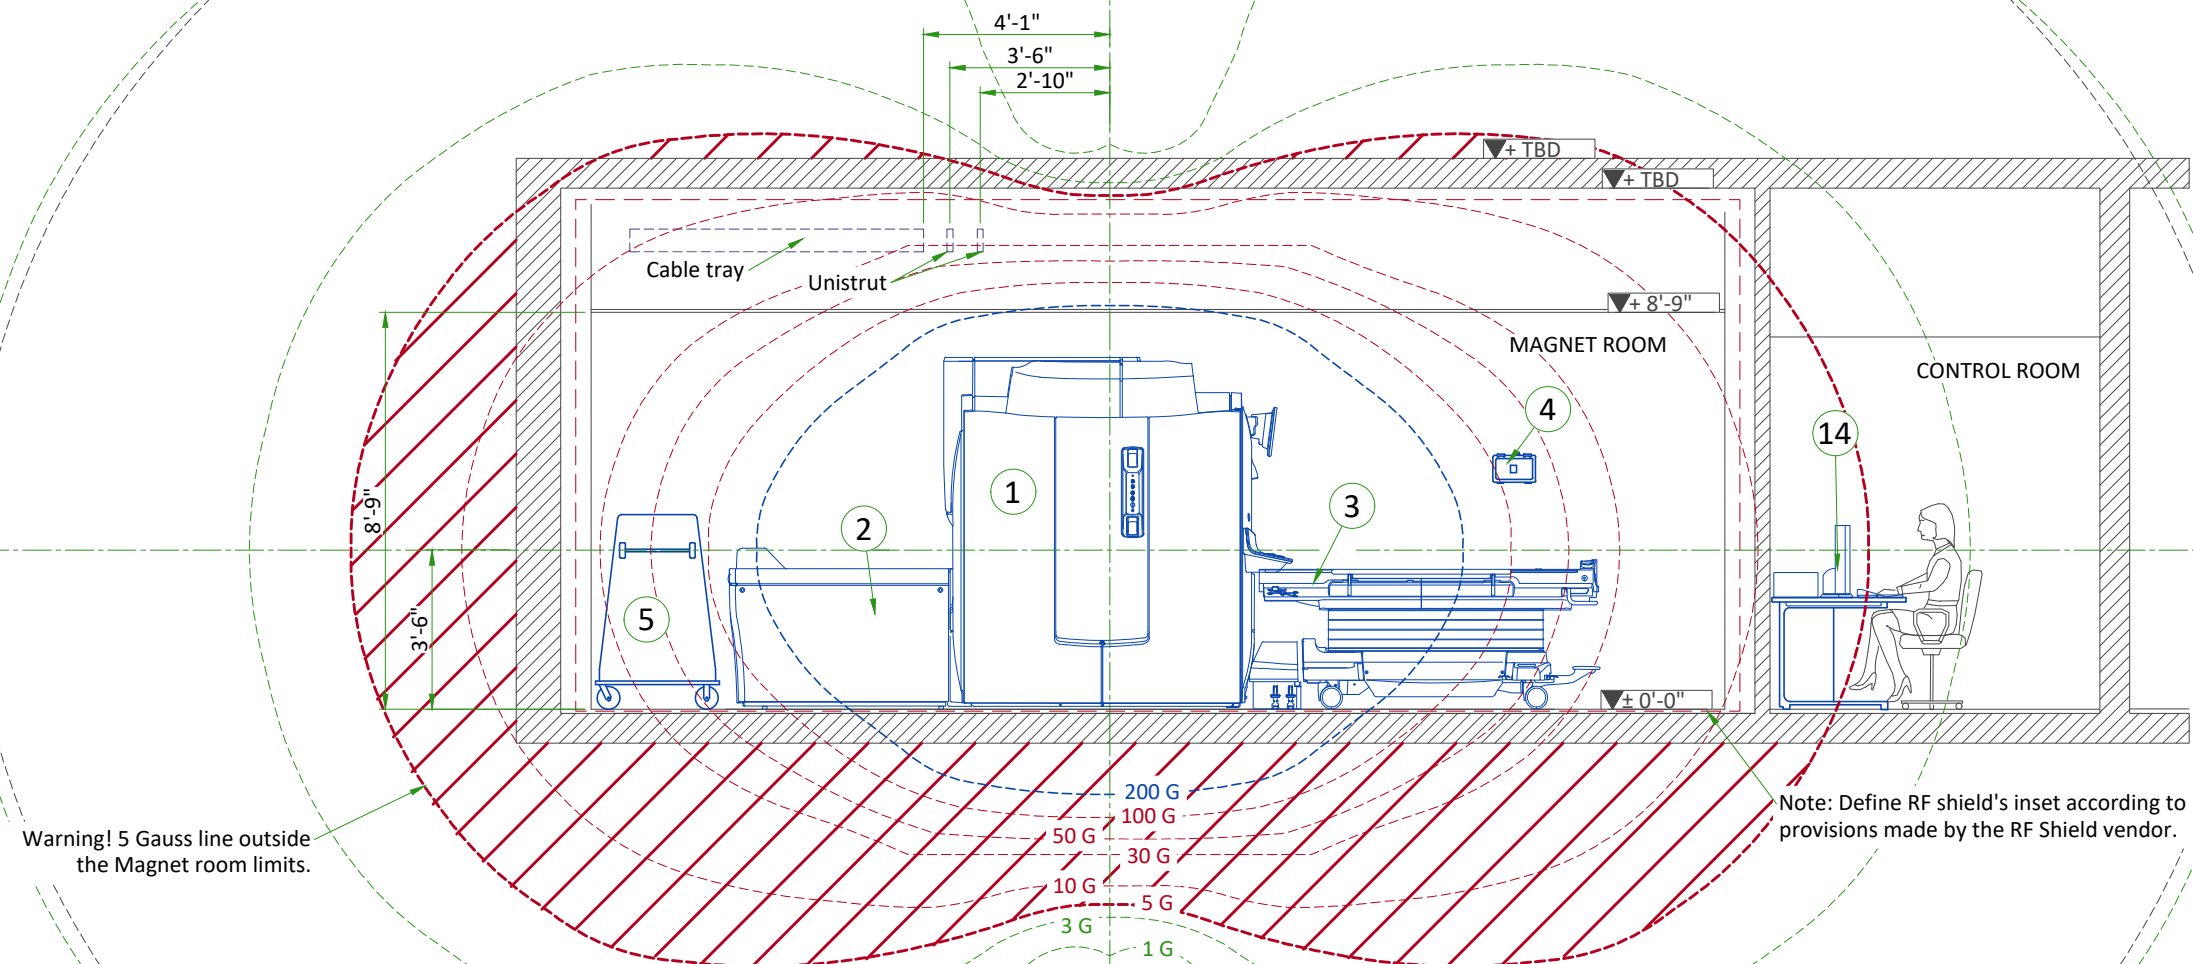 4'-1"
3'-6"
2'-10"
+ TBD
+ TBD
Cable tray
Unistrut
+ 8'-9"
MAGNET ROOM
CONTROL ROOM
4
14
1
3
2
8'-9"
5
3'-6"
± 0'-0"
200 G
100 G
50 G
30 G
10 G
5 G
3 G
1 G
Warning! 5 Gauss line outside
the Magnet room limits.
Note: Define RF shield's inset according to
provisions made by the RF Shield vendor.